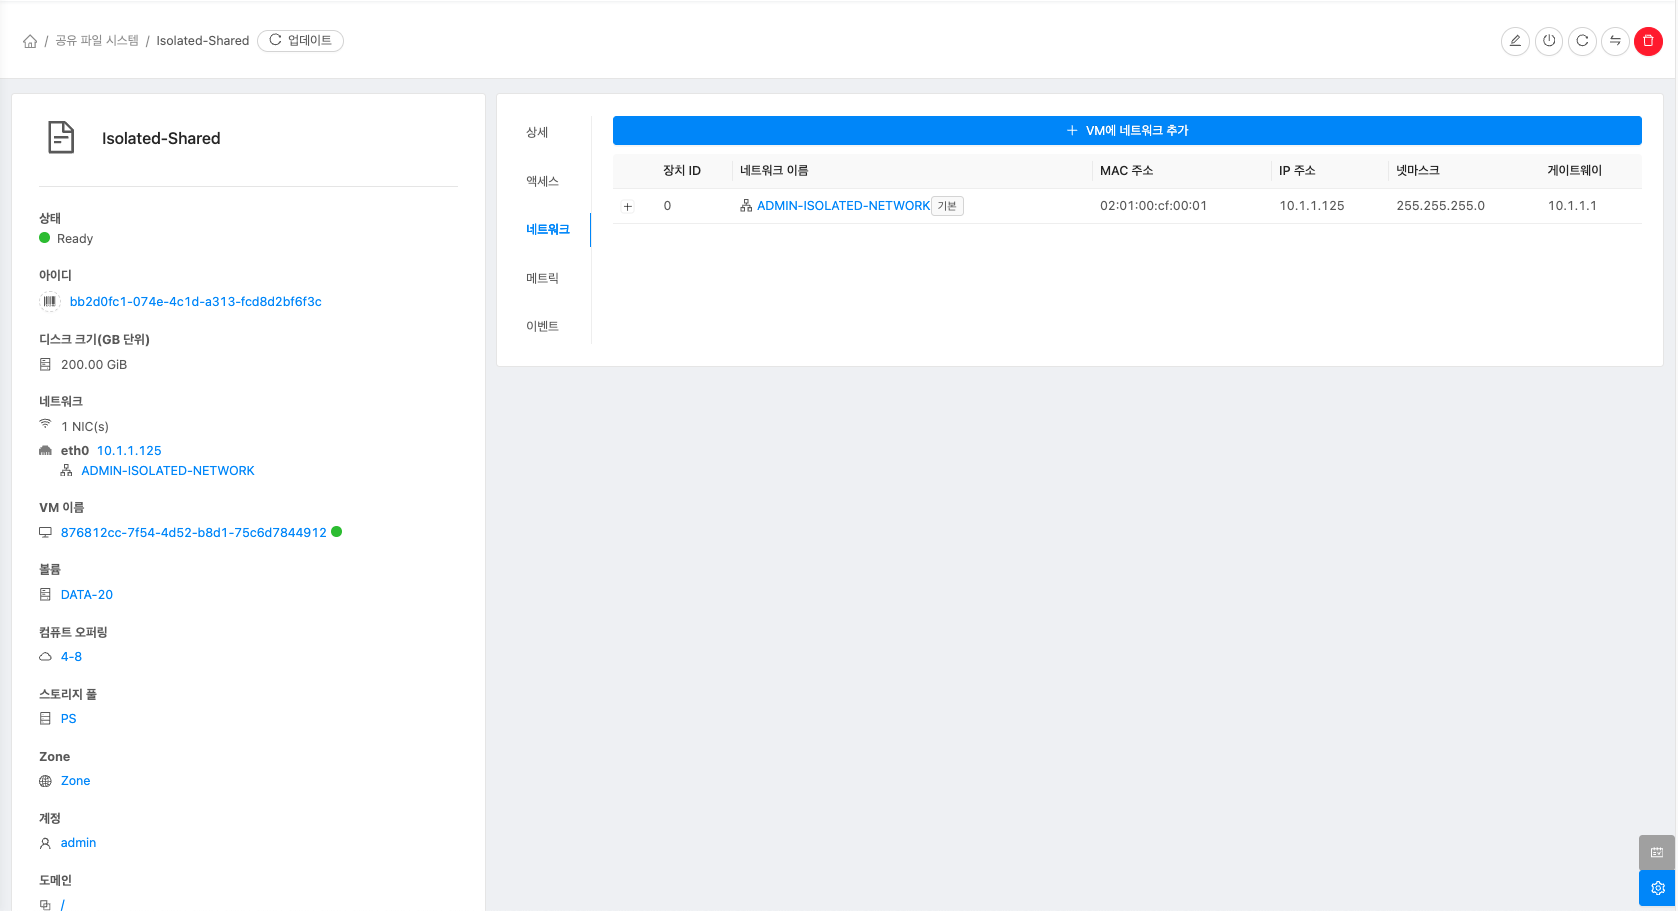 / 공유 파일 시스템 / Isolated-Shared 업데이트
Isolated-Shared
상태
Ready
아이디
bb2d0fc1-074e-4c1d-a313-fcd8d2bf6f3c
디스크 크기(GB 단위)
200.00 GiB
네트워크
1 NIC(s)
eth0 10.1.1.125
ADMIN-ISOLATED-NETWORK
VM 이름
876812cc-7f54-4d52-b8d1-75c6d7844912
볼륨
DATA-20
컴퓨트 오퍼링
4-8
스토리지 풀
PS
Zone
Zone
계정
admin
도메인
/
상세
액세스
네트워크
메트릭
이벤트
VM에 네트워크 추가
장치 ID 네트워크 이름 MAC 주소 IP 주소 넷마스크 게이트웨이
0 ADMIN-ISOLATED-NETWORK 기본 02:01:00:cf:00:01 10.1.1.125 255.255.255.0 10.1.1.1